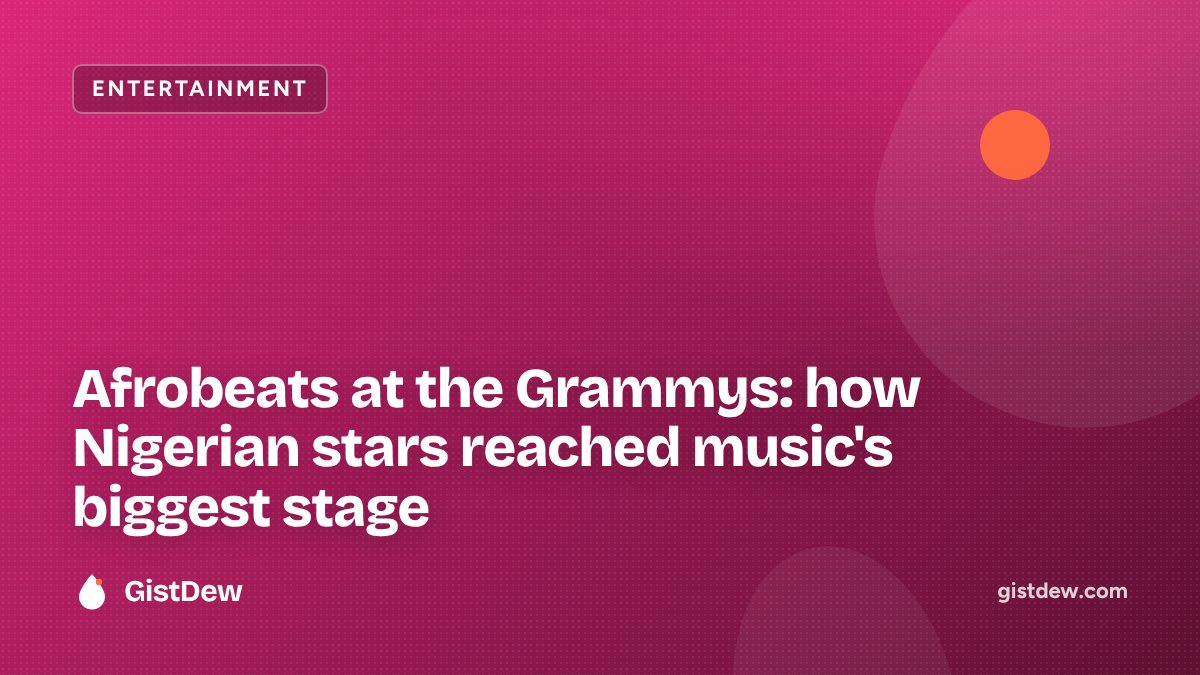 ENTERTAINMENT
Afrobeats at the Grammys: how
Nigerian stars reached music's
biggest stage
GistDew
gistdew.com